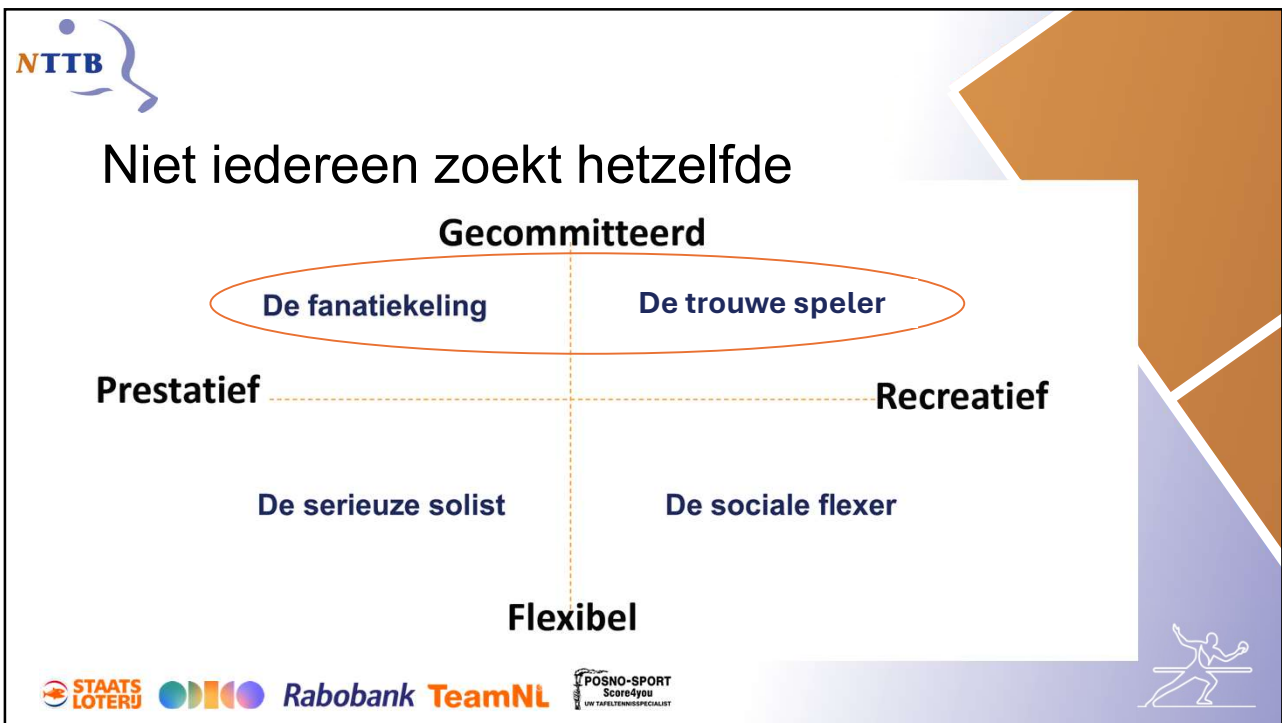 NTTB
Niet iedereen zoekt hetzelfde
Gecommitteerd
De fanatiekeling
De trouwe speler
Prestatief
Recreatief
De serieuze solist
De sociale flexer
Flexibel
STAATS
LOTERIJ
ODIDO
Rabobank
TeamNL
POSNO-SPORT
Score4you
UW TAFELTENNISSPECIALIST